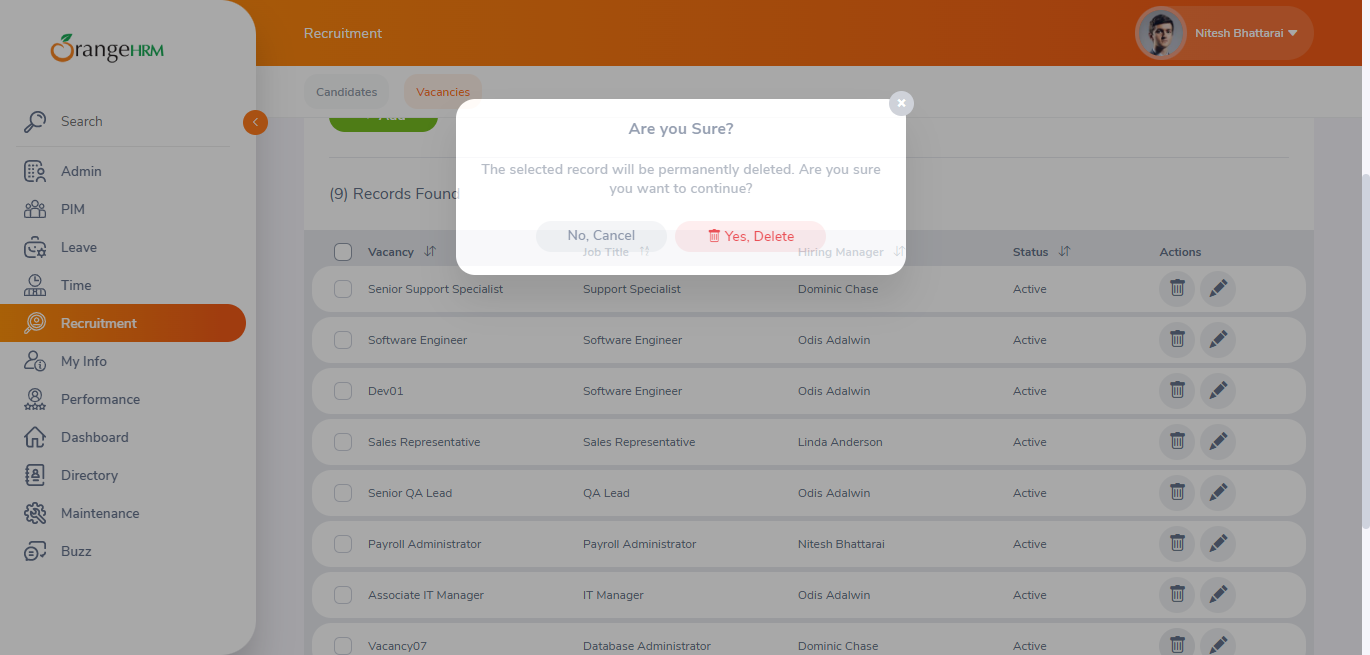 OrangeHRM
Recruitment
Nitesh Bhattarai
Search
Admin
PIM
Leave
Time
Recruitment
My Info
Performance
Dashboard
Directory
Maintenance
Buzz
Candidates
Vacancies
+ Add
(9) Records Found
Are you Sure?
The selected record will be permanently deleted. Are you sure
you want to continue?
No, Cancel
Yes, Delete
Vacancy Job Title Hiring Manager Status Actions
Senior Support Specialist Support Specialist Dominic Chase Active
Software Engineer Software Engineer Odis Adalwin Active
Dev01 Software Engineer Odis Adalwin Active
Sales Representative Sales Representative Linda Anderson Active
Senior QA Lead QA Lead Odis Adalwin Active
Payroll Administrator Payroll Administrator Nitesh Bhattarai Active
Associate IT Manager IT Manager Odis Adalwin Active
Vacancy07 Database Administrator Dominic Chase Active